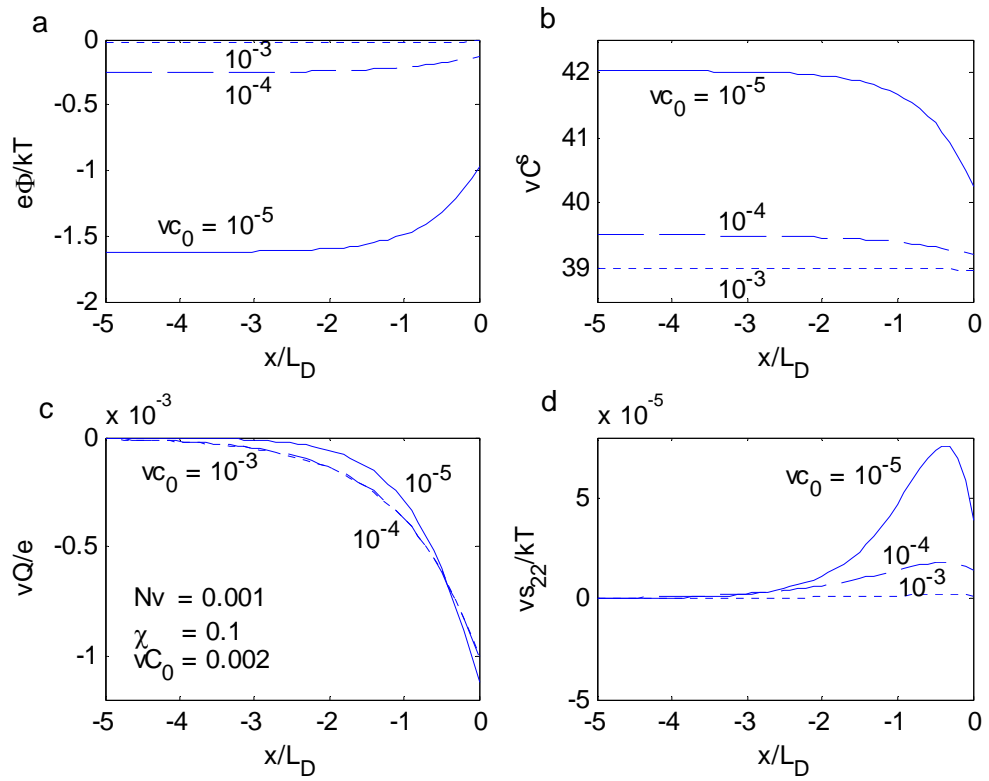 a
0
-0.5
-1
-1.5
-2
eΦ/kT
10^-3
10^-4
vc_0 = 10^-5
-5 -4 -3 -2 -1 0
x/L_D
b
42
41
40
39
vC^s
vc_0 = 10^-5
10^-4
10^-3
-5 -4 -3 -2 -1 0
x/L_D
c
x 10^-3
0
-0.5
-1
vQ/e
vc_0 = 10^-3
10^-5
10^-4
Nv = 0.001
χ = 0.1
vC_0 = 0.002
-5 -4 -3 -2 -1 0
x/L_D
d
x 10^-5
5
0
-5
vs_22/kT
vc_0 = 10^-5
10^-4
10^-3
-5 -4 -3 -2 -1 0
x/L_D